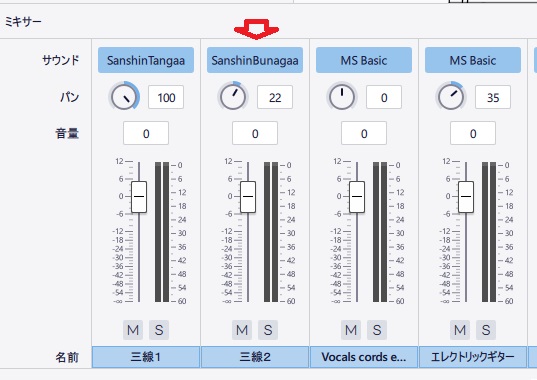 ミキサー
サウンド SanshinTangaa SanshinBunagaa MS Basic MS Basic
パン 100 22 0 35
音量 0 0 0 0
12 0 12 0 12 0 12 0
6 6 6 6 6 6 6 6
0 12 0 12 0 12 0 12
-6 18 -6 18 -6 18 -6 18
-12 24 -12 24 -12 24 -12 24
-18 30 -18 30 -18 30 -18 30
-24 -24 -24 -24
-30 36 -30 36 -30 36 -30 36
-36 42 -36 42 -36 42 -36 42
-42 48 -42 48 -42 48 -42 48
-48 54 -48 54 -48 54 -48 54
-54 -54 -54 -54
-∞ 60 -∞ 60 -∞ 60 -∞ 60
M S M S M S M S
名前 三線1 三線2 Vocals cords e... エレクトリックギター